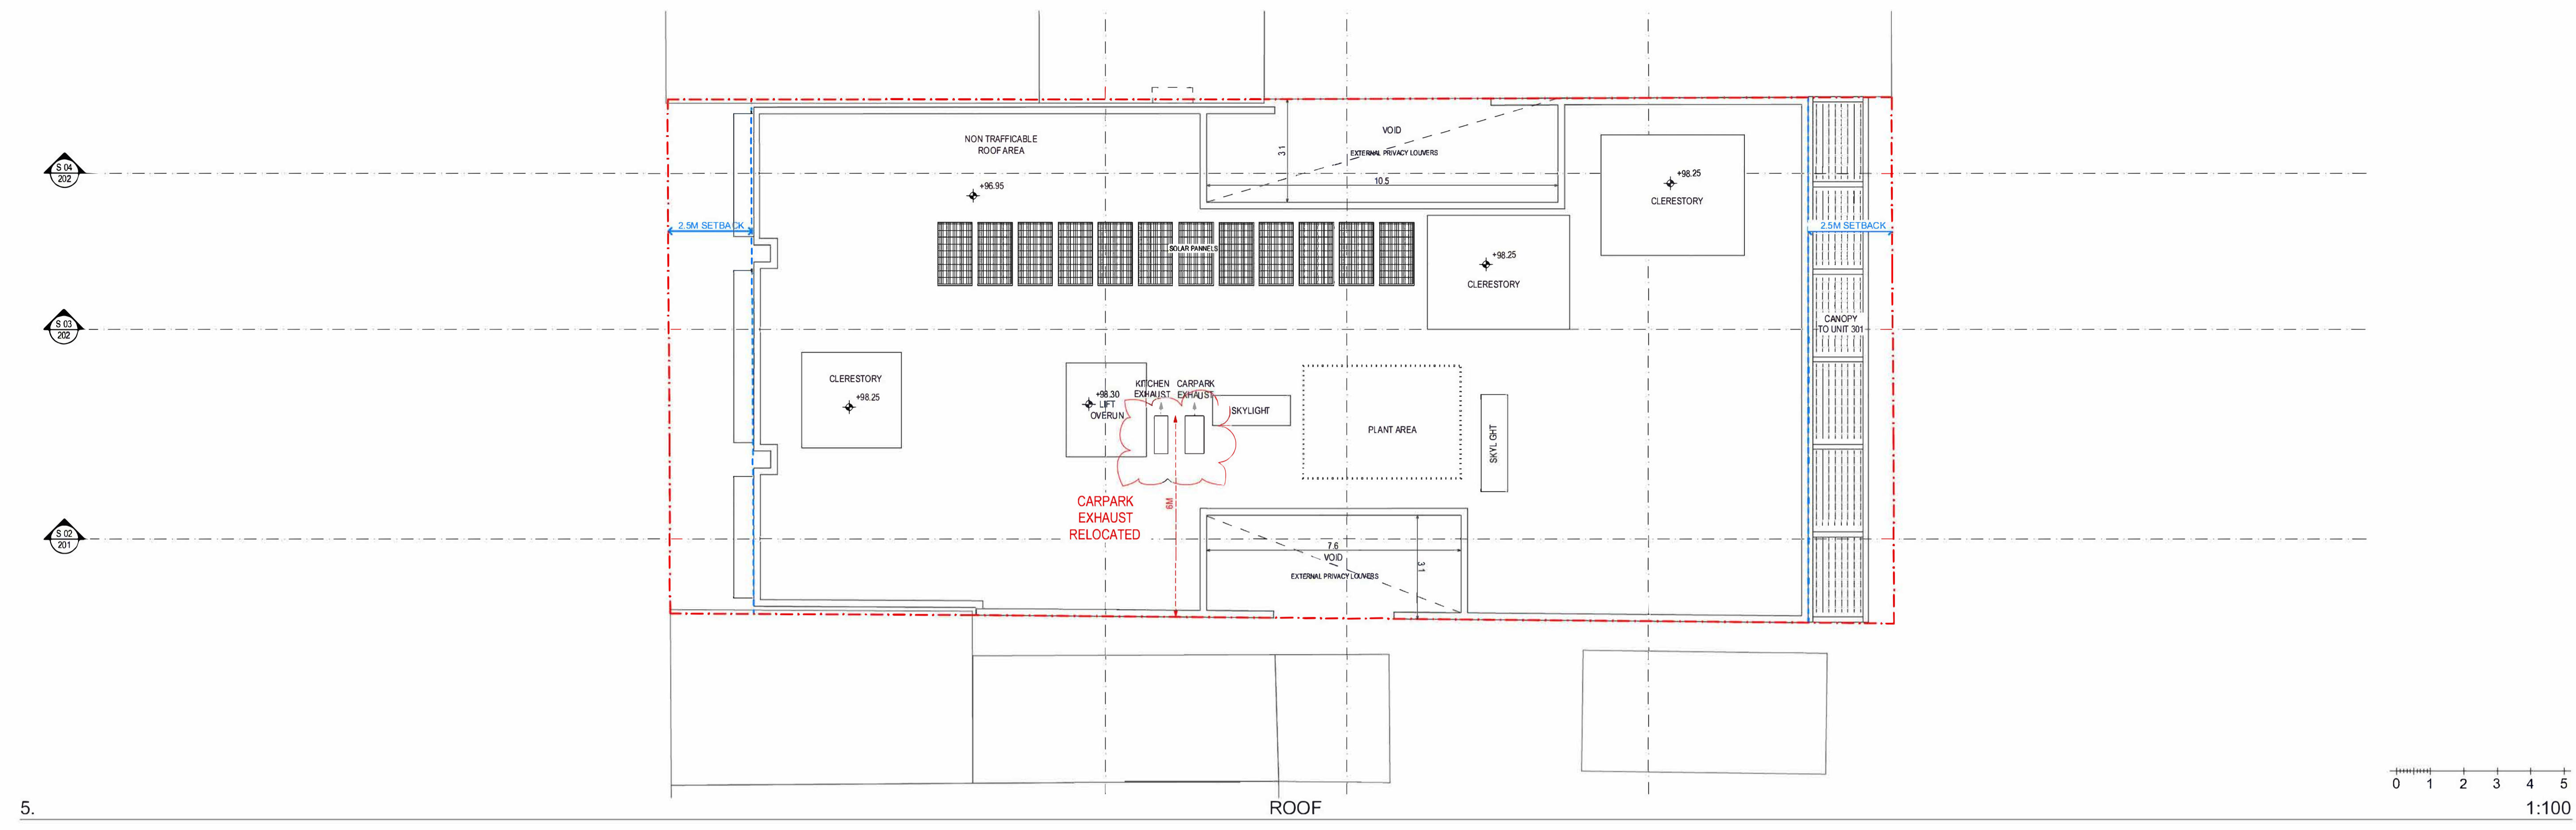 NON TRAFFICABLE
ROOF AREA
+96.95
VOID
EXTERNAL PRIVACY LOUVERS
3.1
10.5
+98.25
CLERESTORY
S 04
202
2.5M SETBACK
SOLAR PANNELS
+98.25
CLERESTORY
2.5M SETBACK
S 03
202
CANOPY
TO UNIT 301
CLERESTORY
+98.25
+98.30
LIFT
OVERUN
KITCHEN
EXHAUST
CARPARK
EXHAUST
SKYLIGHT
PLANT AREA
SKYLIGHT
CARPARK
EXHAUST
RELOCATED
6M
S 02
201
7.6
VOID
3.1
EXTERNAL PRIVACY LOUVERS
0 1 2 3 4 5
5.
ROOF
1:100